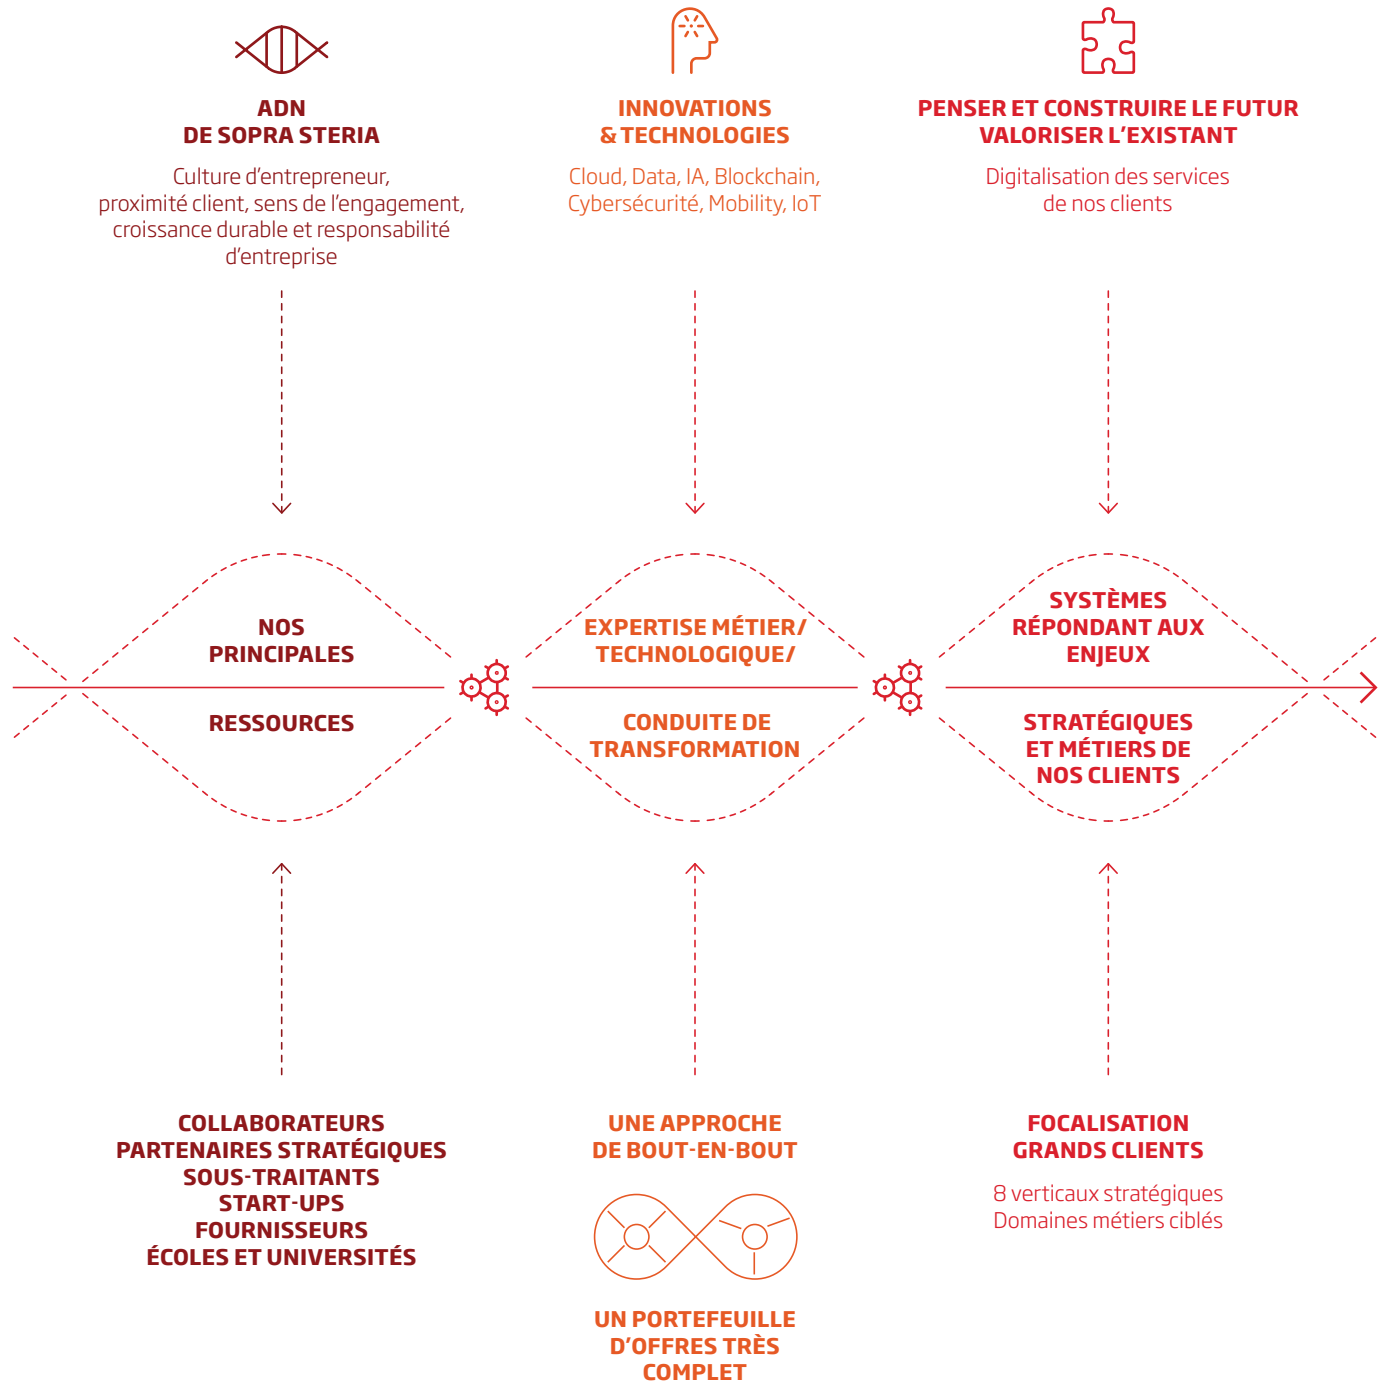 ADN
DE SOPRA STERIA
Culture d'entrepreneur,
proximité client, sens de l'engagement,
croissance durable et responsabilité
d'entreprise
INNOVATIONS
& TECHNOLOGIES
Cloud, Data, IA, Blockchain,
Cybersécurité, Mobility, IoT
PENSER ET CONSTRUIRE LE FUTUR
VALORISER L'EXISTANT
Digitalisation des services
de nos clients
NOS
PRINCIPALES
RESSOURCES
EXPERTISE MÉTIER/
TECHNOLOGIQUE/
CONDUITE DE
TRANSFORMATION
SYSTÈMES
RÉPONDANT AUX
ENJEUX
STRATÉGIQUES
ET MÉTIERS DE
NOS CLIENTS
COLLABORATEURS
PARTENAIRES STRATÉGIQUES
SOUS-TRAITANTS
START-UPS
FOURNISSEURS
ÉCOLES ET UNIVERSITÉS
UNE APPROCHE
DE BOUT-EN-BOUT
UN PORTEFEUILLE
D'OFFRES TRÈS
COMPLET
FOCALISATION
GRANDS CLIENTS
8 verticaux stratégiques
Domaines métiers ciblés